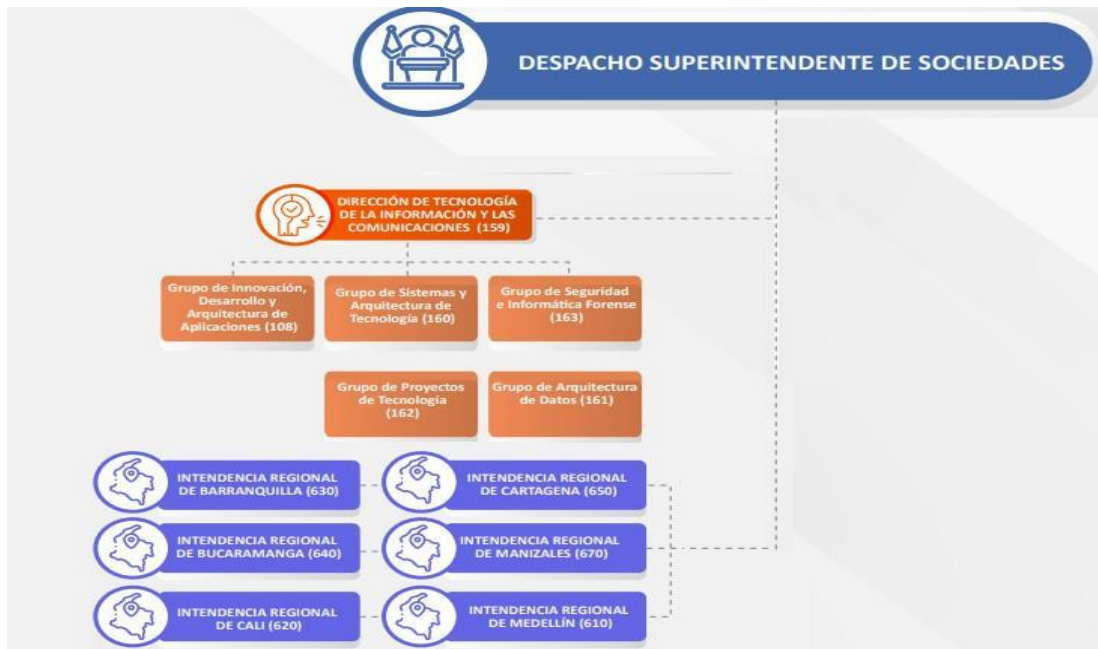 DESPACHO SUPERINTENDENTE DE SOCIEDADES
DIRECCIÓN DE TECNOLOGÍA
DE LA INFORMACIÓN Y LAS
COMUNICACIONES (159)
Grupo de Innovación,
Desarrollo y
Arquitectura de
Aplicaciones (108)
Grupo de Sistemas y
Arquitectura de
Tecnología (160)
Grupo de Seguridad
e Informática Forense
(163)
Grupo de Proyectos
de Tecnología
(162)
Grupo de Arquitectura
de Datos (161)
INTENDENCIA REGIONAL
DE BARRANQUILLA (630)
INTENDENCIA REGIONAL
DE CARTAGENA (650)
INTENDENCIA REGIONAL
DE BUCARAMANGA (640)
INTENDENCIA REGIONAL
DE MANIZALES (670)
INTENDENCIA REGIONAL
DE CALI (620)
INTENDENCIA REGIONAL
DE MEDELLÍN (610)